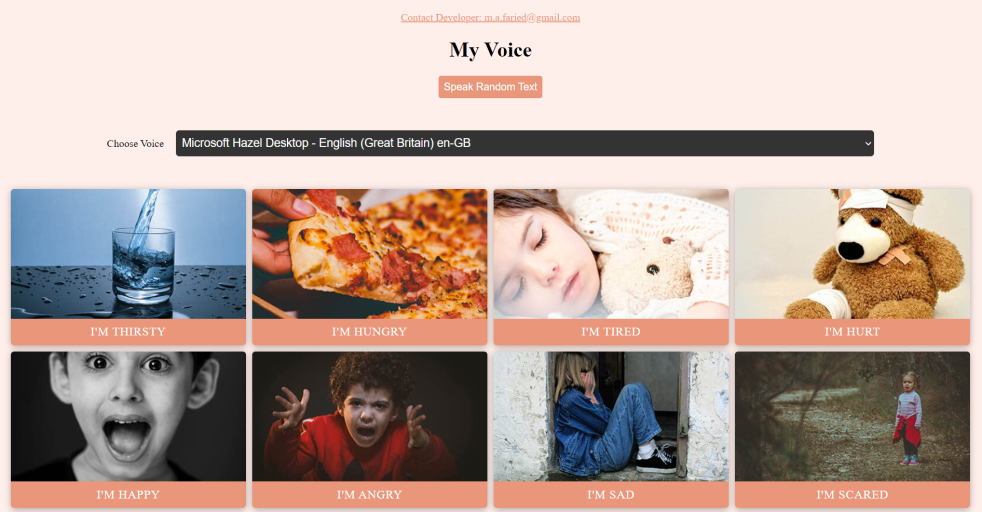 Contact Developer: m.a.faried@gmail.com
My Voice
Speak Random Text
Choose Voice Microsoft Hazel Desktop - English (Great Britain) en-GB
I'M THIRSTY I'M HUNGRY I'M TIRED I'M HURT
I'M HAPPY I'M ANGRY I'M SAD I'M SCARED